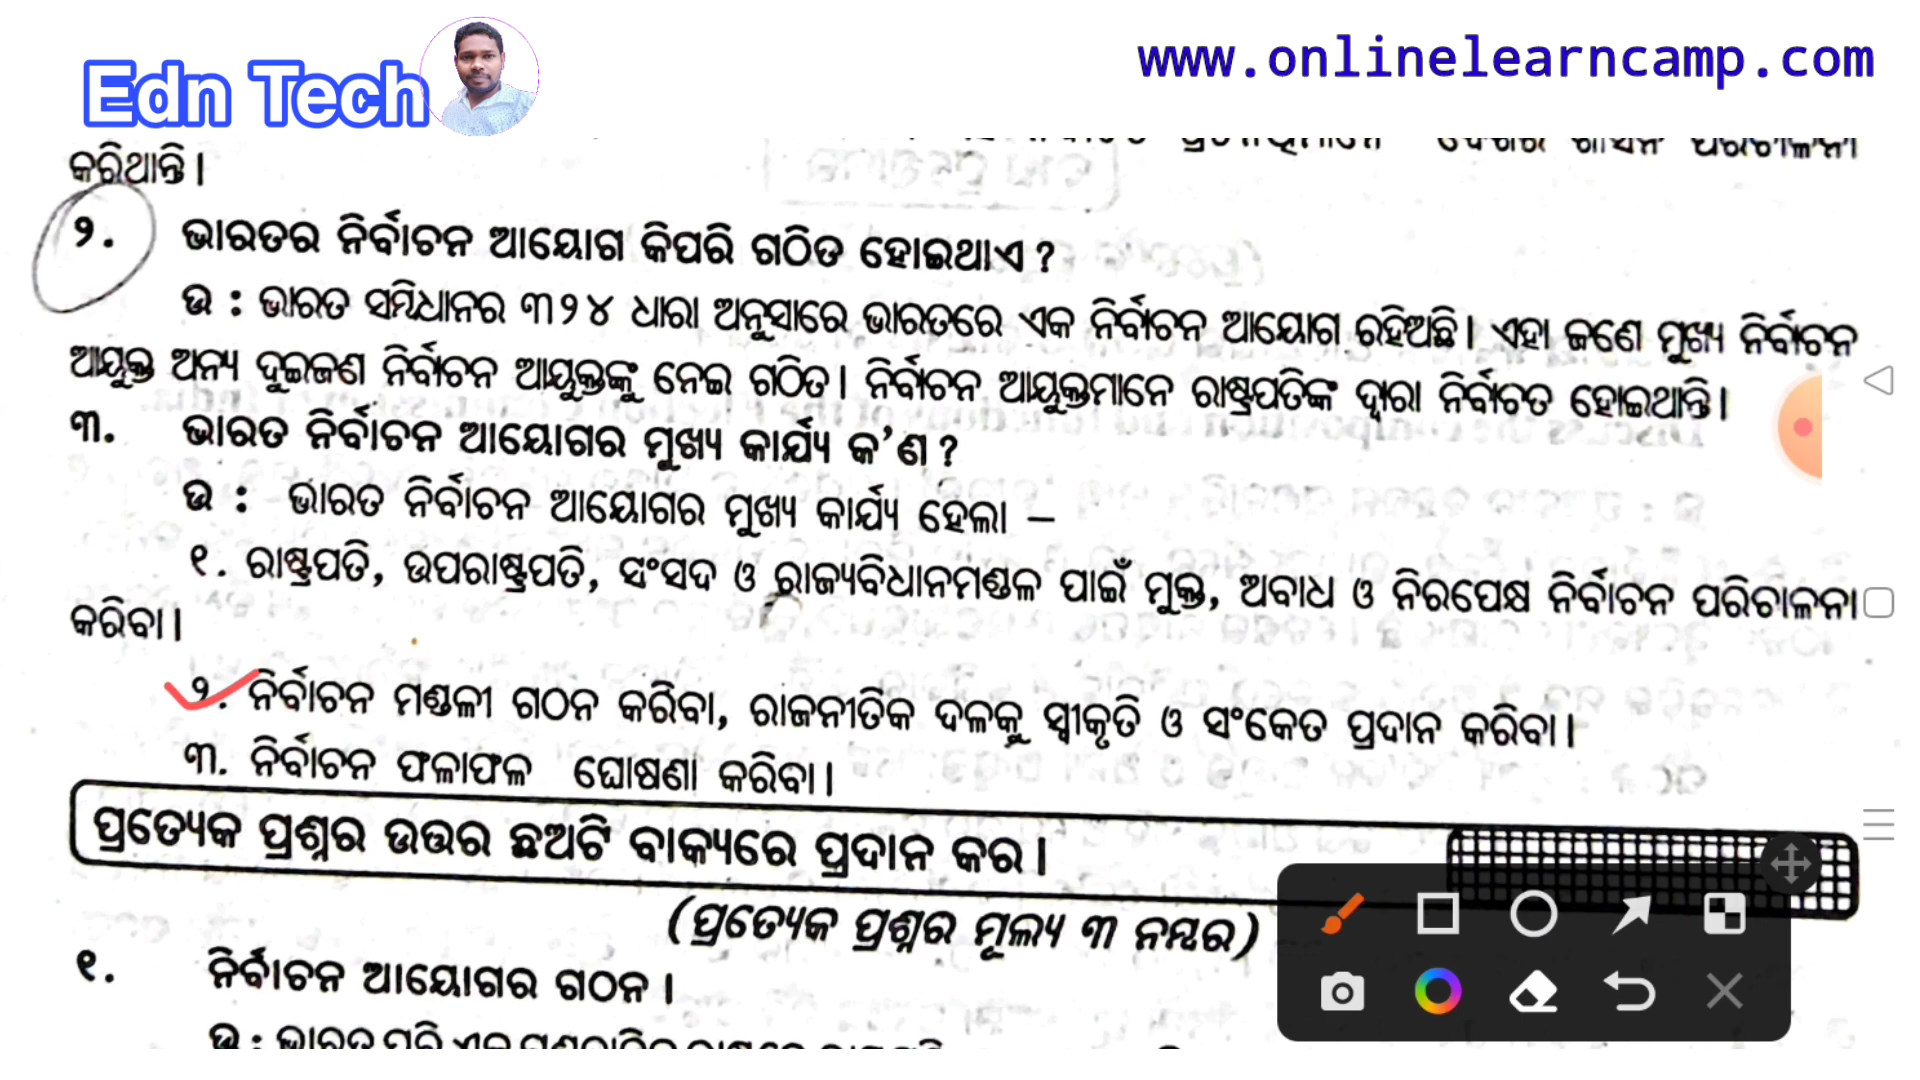 Edn Tech
www.onlinelearncamp.com
କରିଥାନ୍ତି।
୨. ଭାରତର ନିର୍ବାଚନ ଆୟୋଗ କିପରି ଗଠିତ ହୋଇଥାଏ ?
ଉ : ଭାରତ ସମ୍ବିଧାନର ୩୨୪ ଧାରା ଅନୁସାରେ ଭାରତରେ ଏକ ନିର୍ବାଚନ ଆୟୋଗ ରହିଅଛି। ଏହା ଜଣେ ମୁଖ୍ୟ ନିର୍ବାଚନ
ଆଯୁକ୍ତ ଅନ୍ୟ ଦୁଇଜଣ ନିର୍ବାଚନ ଆଯୁକ୍ତଙ୍କୁ ନେଇ ଗଠିତ। ନିର୍ବାଚନ ଆଯୁକ୍ତମାନେ ରାଷ୍ଟ୍ରପତିଙ୍କ ଦ୍ୱାରା ନିର୍ବାଚିତ ହୋଇଥାନ୍ତି।
୩. ଭାରତ ନିର୍ବାଚନ ଆୟୋଗର ମୁଖ୍ୟ କାର୍ଯ୍ୟ କ'ଣ ?
ଉ : ଭାରତ ନିର୍ବାଚନ ଆୟୋଗର ମୁଖ୍ୟ କାର୍ଯ୍ୟ ହେଲା –
୧. ରାଷ୍ଟ୍ରପତି, ଉପରାଷ୍ଟ୍ରପତି, ସଂସଦ ଓ ରାଜ୍ୟବିଧାନମଣ୍ଡଳ ପାଇଁ ମୁକ୍ତ, ଅବାଧ ଓ ନିରପେକ୍ଷ ନିର୍ବାଚନ ପରିଚାଳନା
କରିବା।
୨. ନିର୍ବାଚନ ମଣ୍ଡଳୀ ଗଠନ କରିବା, ରାଜନୀତିକ ଦଳକୁ ସ୍ୱୀକୃତି ଓ ସଂକେତ ପ୍ରଦାନ କରିବା।
୩. ନିର୍ବାଚନ ଫଳାଫଳ ଘୋଷଣା କରିବା।
ପ୍ରତ୍ୟେକ ପ୍ରଶ୍ନର ଉତ୍ତର ଛଅଟି ବାକ୍ୟରେ ପ୍ରଦାନ କର।
(ପ୍ରତ୍ୟେକ ପ୍ରଶ୍ନର ମୂଲ୍ୟ ୩ ନମ୍ବର)
୧. ନିର୍ବାଚନ ଆୟୋଗର ଗଠନ।